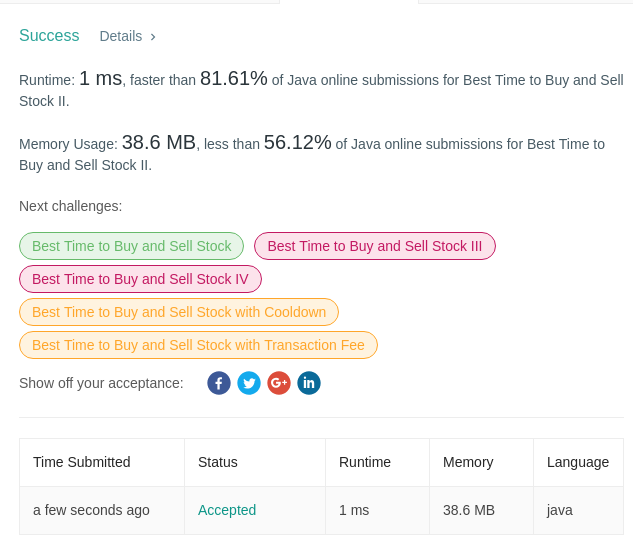 Success Details >
Runtime: 1 ms, faster than 81.61% of Java online submissions for Best Time to Buy and Sell
Stock II.
Memory Usage: 38.6 MB, less than 56.12% of Java online submissions for Best Time to
Buy and Sell Stock II.
Next challenges:
Best Time to Buy and Sell Stock Best Time to Buy and Sell Stock III
Best Time to Buy and Sell Stock IV
Best Time to Buy and Sell Stock with Cooldown
Best Time to Buy and Sell Stock with Transaction Fee
Show off your acceptance: f G+ in
Time Submitted Status Runtime Memory Language
a few seconds ago Accepted 1 ms 38.6 MB java